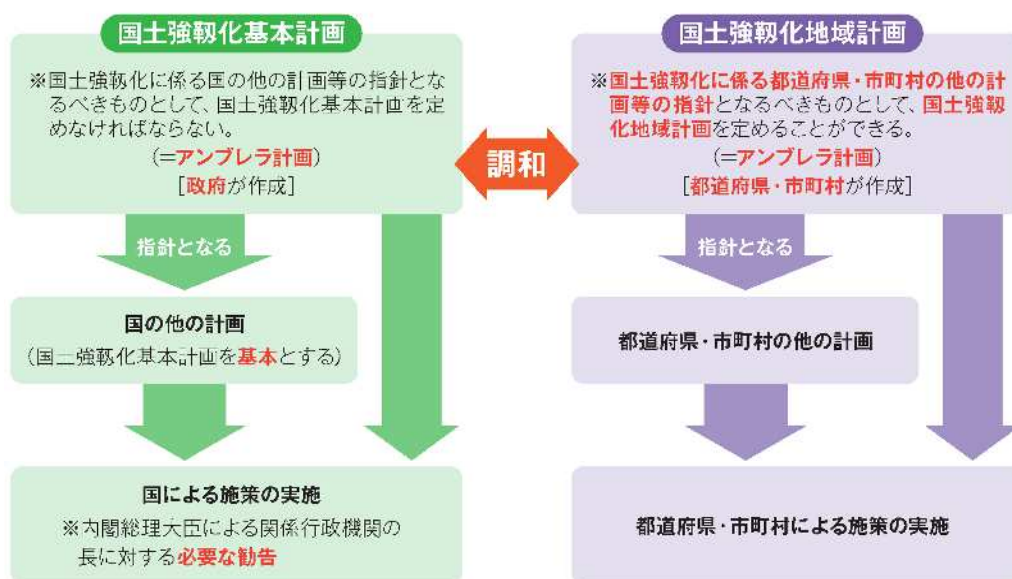 国土強靱化基本計画
※国土強靱化に係る国の他の計画等の指針とな
るべきものとして、国土強靱化基本計画を定
めなければならない。
(=アンブレラ計画)
[政府が作成]
調和
国土強靱化地域計画
※国土強靱化に係る都道府県・市町村の他の計
画等の指針となるべきものとして、国土強靱
化地域計画を定めることができる。
(=アンブレラ計画)
[都道府県・市町村が作成]
指針となる
指針となる
国の他の計画
(国土強靱化基本計画を基本とする)
都道府県・市町村の他の計画
国による施策の実施
※内閣総理大臣による関係行政機関の
長に対する必要な勧告
都道府県・市町村による施策の実施